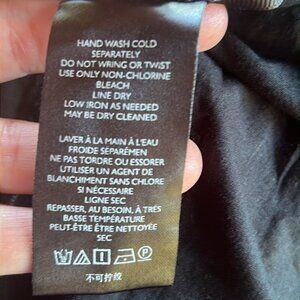 HAND WASH COLD
SEPARATELY
DO NOT WRING OR TWIST
USE ONLY NON-CHLORINE
BLEACH
LINE DRY
LOW IRON AS NEEDED
MAY BE DRY CLEANED
LAVER À LA MAIN À L'EAU
FROIDE SÉPARÉMEN
NE PAS TORDRE OU ESSORER
UTILISER UN AGENT DE
BLANCHIMENT SANS CHLORE
SI NÉCESSAIRE
LIGNE SEC
REPASSER, AU BESOIN, À TRÈS
BASSE TEMPÉRATURE
PEUT-ÊTRE ÊTRE NETTOYÉE
SEC
不可拧绞